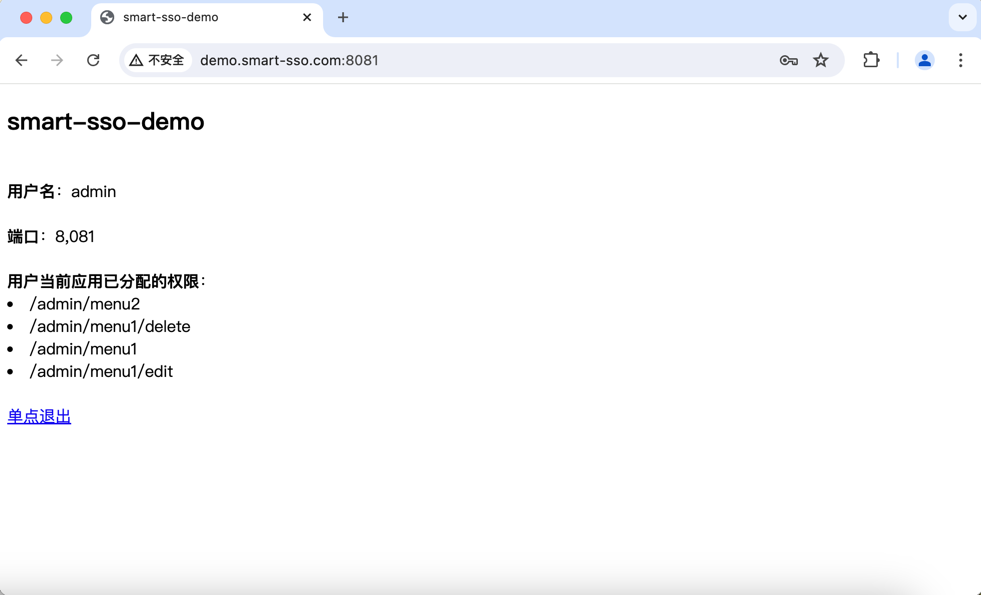 smart-sso-demo
不安全 demo.smart-sso.com:8081
smart-sso-demo
用户名：admin
端口：8,081
用户当前应用已分配的权限：
/admin/menu2
/admin/menu1/delete
/admin/menu1
/admin/menu1/edit
单点退出